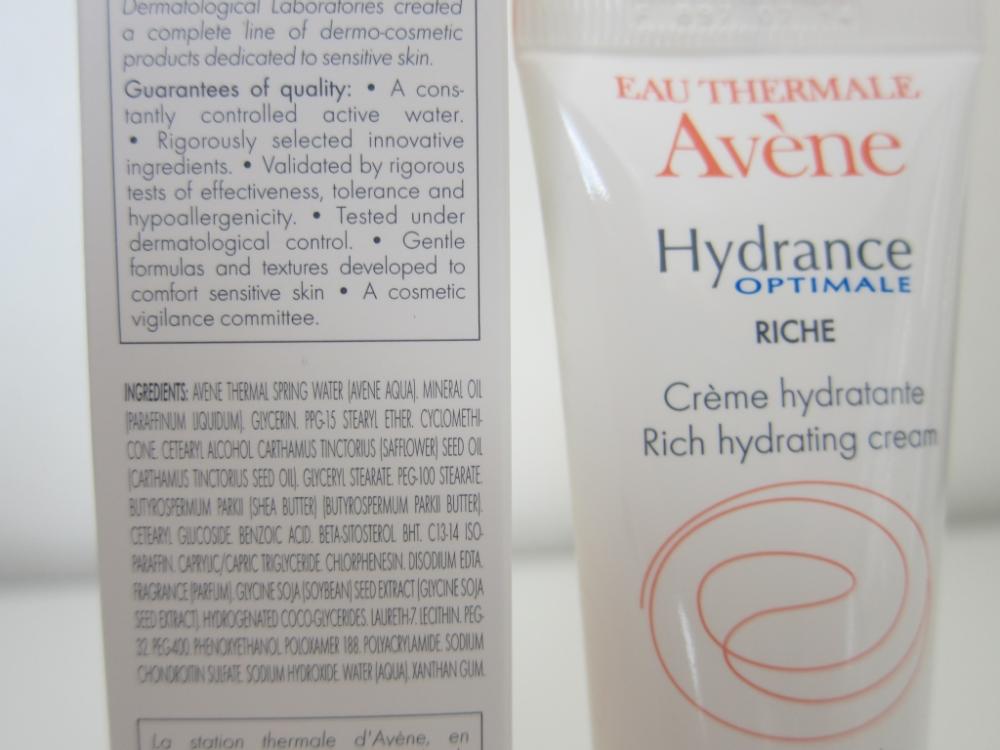 Dermatological Laboratories created
a complete line of dermo-cosmetic
products dedicated to sensitive skin.
Guarantees of quality: • A cons-
tantly controlled active water.
• Rigorously selected innovative
ingredients. • Validated by rigorous
tests of effectiveness, tolerance and
hypoallergenicity. • Tested under
dermatological control. • Gentle
formulas and textures developed to
comfort sensitive skin • A cosmetic
vigilance committee.
INGREDIENTS: AVENE THERMAL SPRING WATER (AVENE AQUA). MINERAL OIL
(PARAFFINUM LIQUIDUM). GLYCERIN. PPG-15 STEARYL ETHER. CYCLOMETHI-
CONE. CETEARYL ALCOHOL CARTHAMUS TINCTORIUS (SAFFLOWER) SEED OIL
(CARTHAMUS TINCTORIUS SEED OIL). GLYCERYL STEARATE. PEG-100 STEARATE.
BUTYROSPERMUM PARKII (SHEA BUTTER) (BUTYROSPERMUM PARKII BUTTER).
CETEARYL GLUCOSIDE. BENZOIC ACID. BETA-SITOSTEROL. BHT. C13-14 ISO-
PARAFFIN. CAPRYLIC/CAPRIC TRIGLYCERIDE. CHLORPHENESIN. DISODIUM EDTA.
FRAGRANCE (PARFUM). GLYCINE SOJA (SOYBEAN) SEED EXTRACT (GLYCINE SOJA
SEED EXTRACT). HYDROGENATED COCO-GLYCERIDES. LAURETH-7. LECITHIN. PEG-
32. PEG-400. PHENOXYETHANOL. POLOXAMER 188. POLYACRYLAMIDE. SODIUM
CHONDROITIN SULFATE. SODIUM HYDROXIDE. WATER (AQUA). XANTHAN GUM.
La station thermale d'Avène, en
EAU THERMALE
Avène
Hydrance
OPTIMALE
RICHE
Crème hydratante
Rich hydrating cream